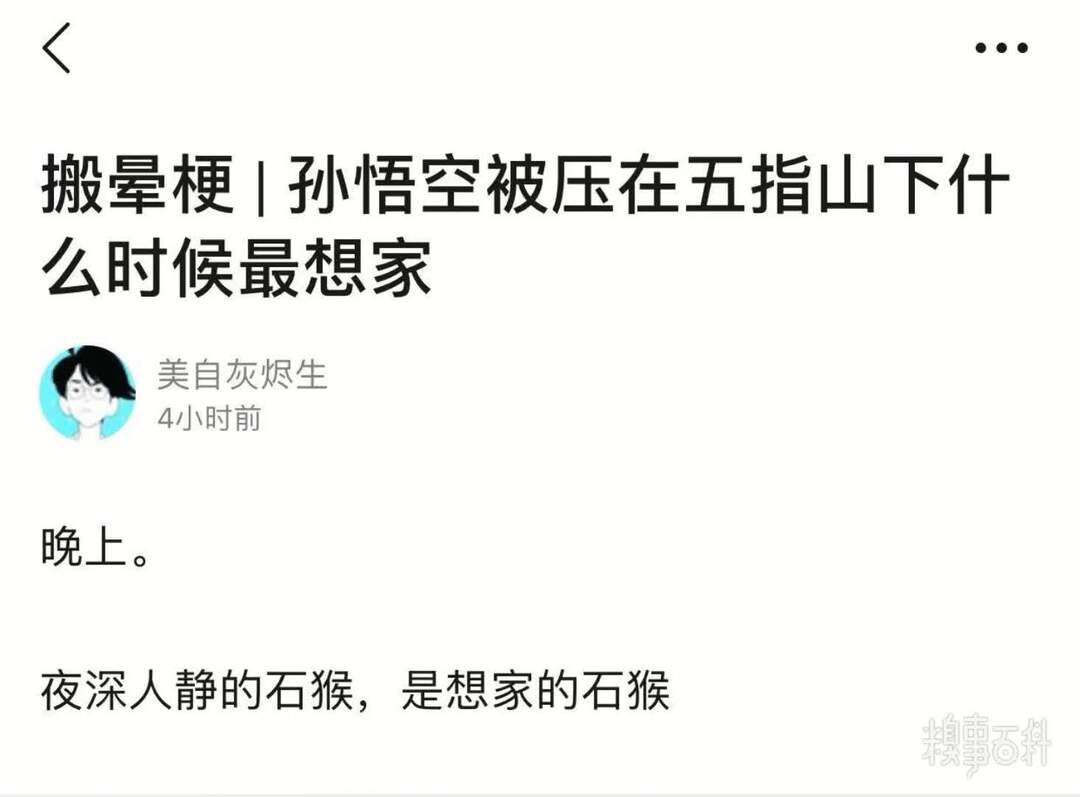 搬晕梗 | 孙悟空被压在五指山下什
么时候最想家
美自灰烬生
4小时前
晚上。
夜深人静的石猴，是想家的石猴
糗事百科